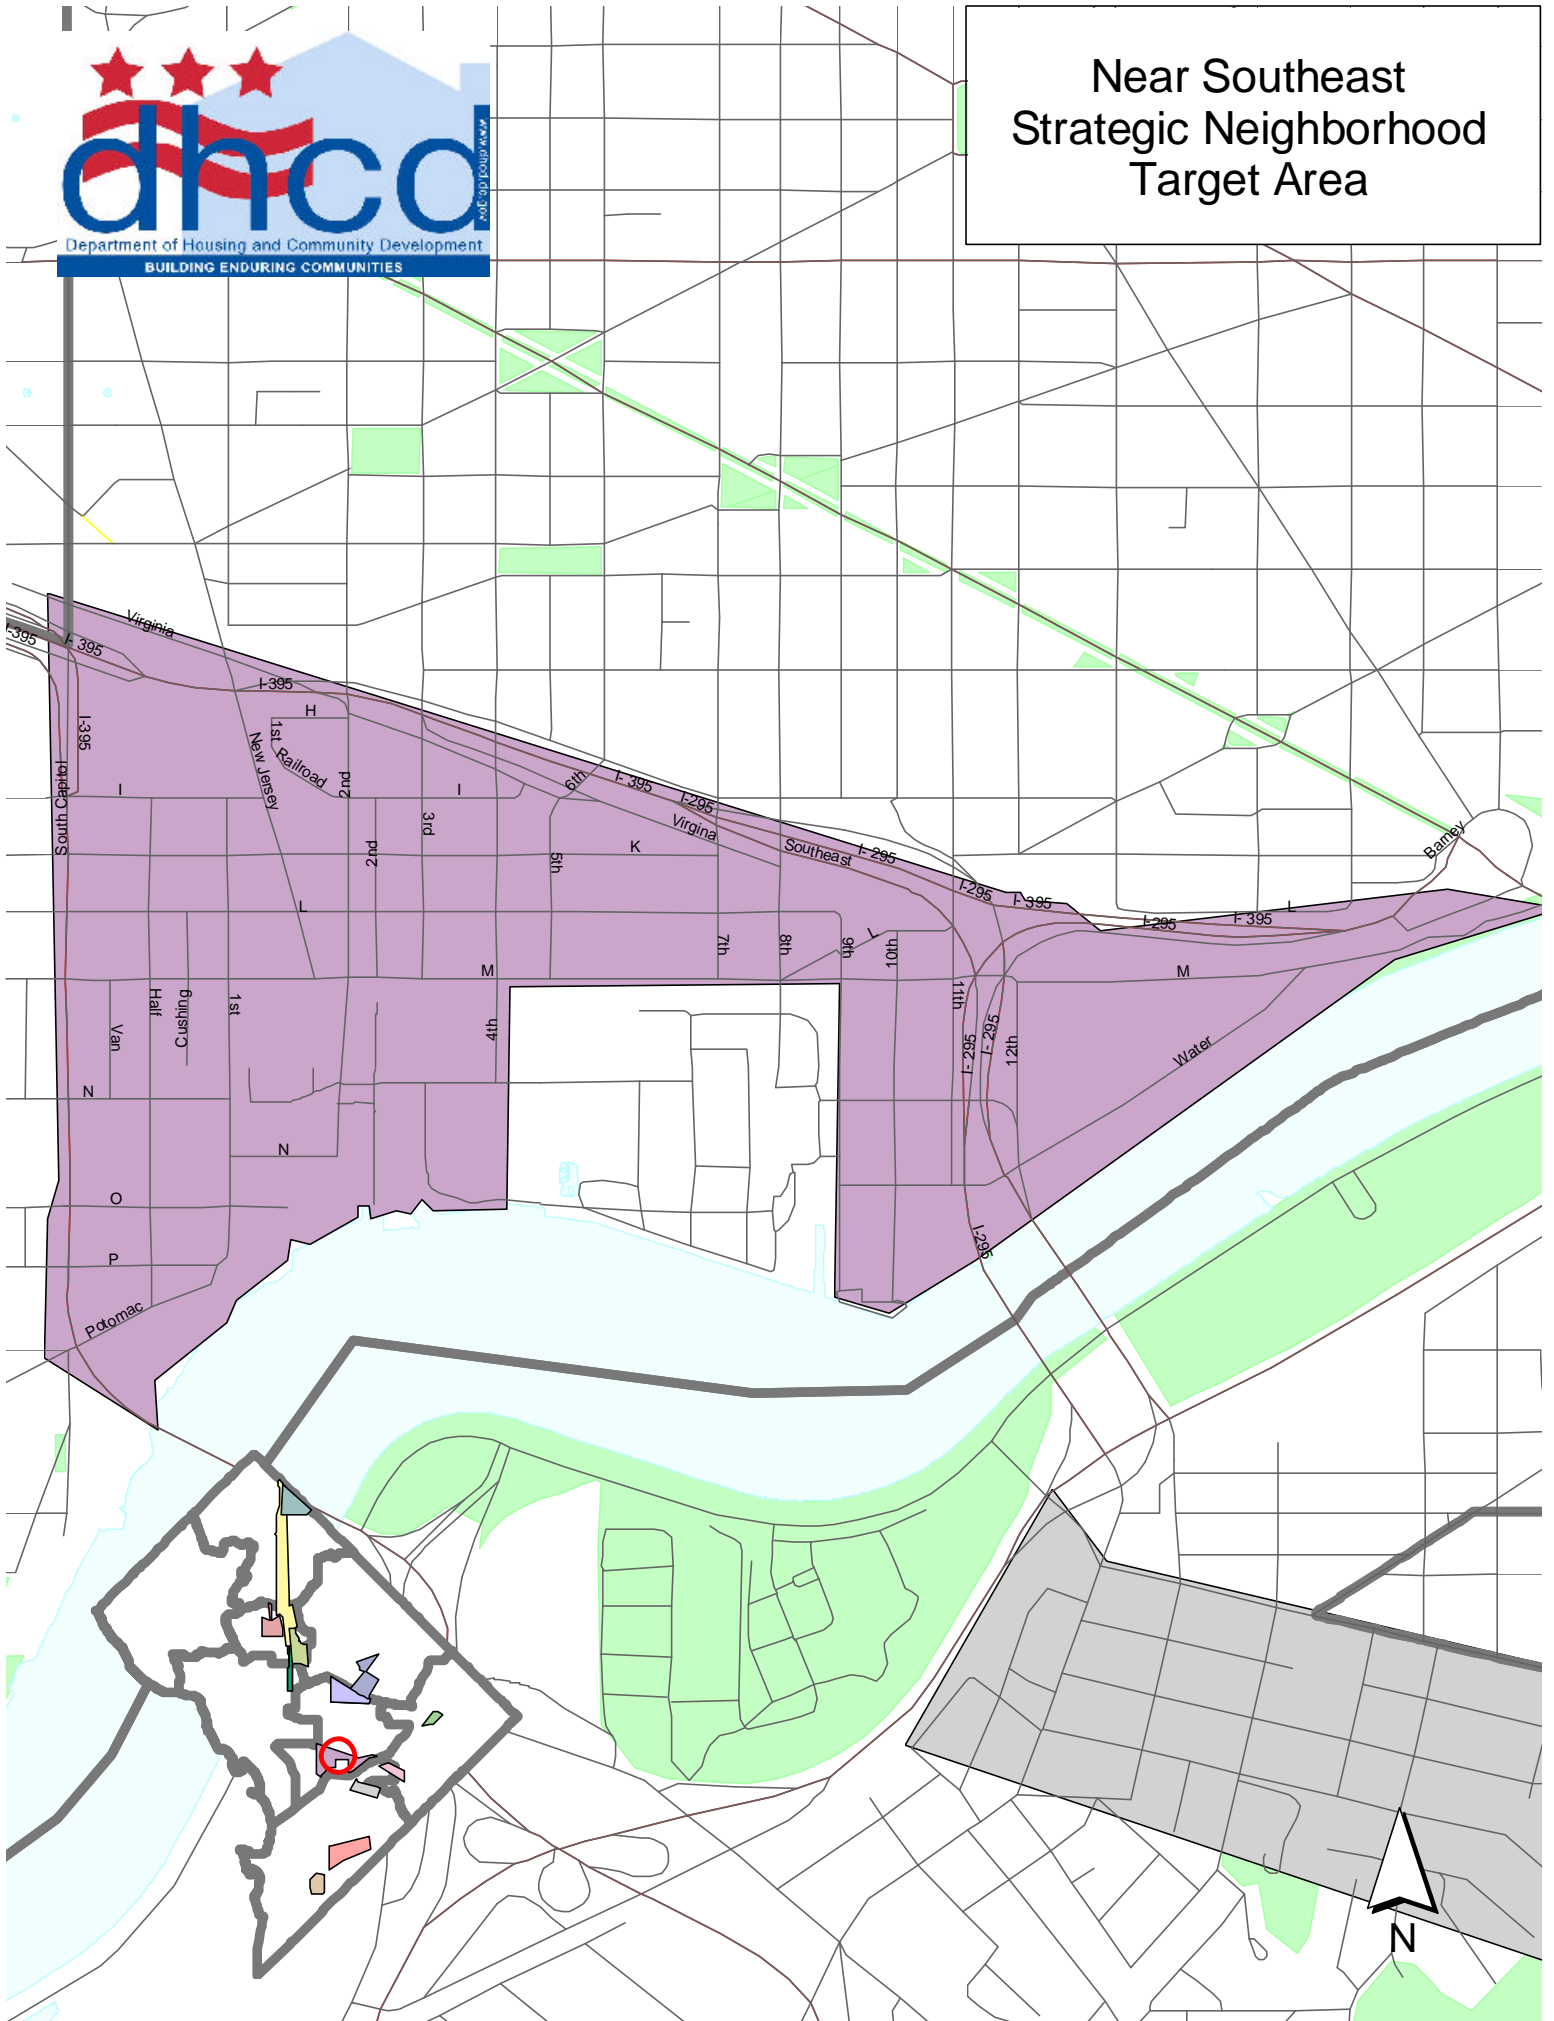 Near Southeast
Strategic Neighborhood
Target Area
dhcd
www.dhcd.dc.gov
Department of Housing and Community Development
BUILDING ENDURING COMMUNITIES
Virginia
I-395
I- 395
I-395
H
1st
I-395
New Jersey
Railroad
2nd
6th
I- 395
I-295
South Capitol
I
I
3rd
Virgina
Southeast
I- 295
Barney
2nd
5th
K
I-295
I- 395
L
I-295
I- 395
L
7th
8th
9th
L
10th
M
M
Half
Cushing
1st
4th
11th
Van
I- 295
I- 295
12th
Water
N
N
O
I-295
P
Potomac
N